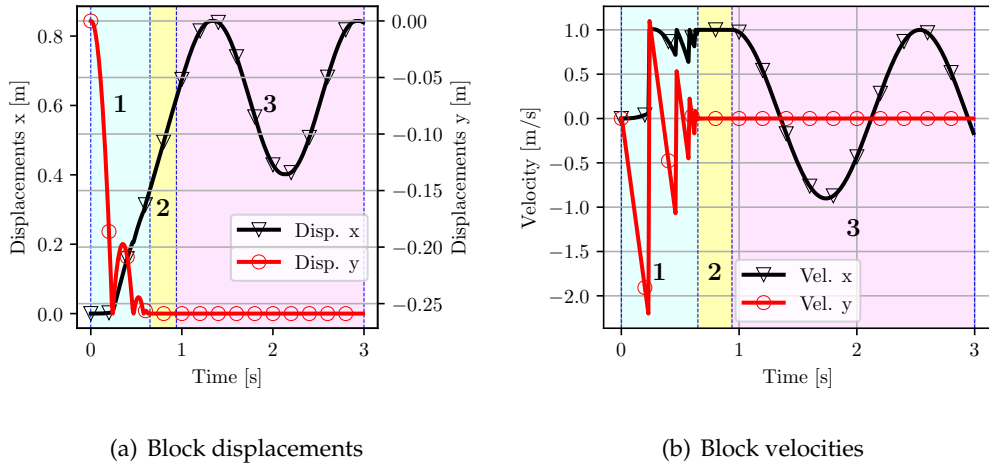 0.8
0.6
0.4
0.2
0.0
Displacements x [m]
0.00
−0.05
−0.10
−0.15
−0.20
−0.25
Displacements y [m]
1
2
3
Disp. x
Disp. y
0
1
2
3
Time [s]
(a) Block displacements
1.0
0.5
0.0
−0.5
−1.0
−1.5
−2.0
Velocity [m/s]
1
2
3
Vel. x
Vel. y
0
1
2
3
Time [s]
(b) Block velocities